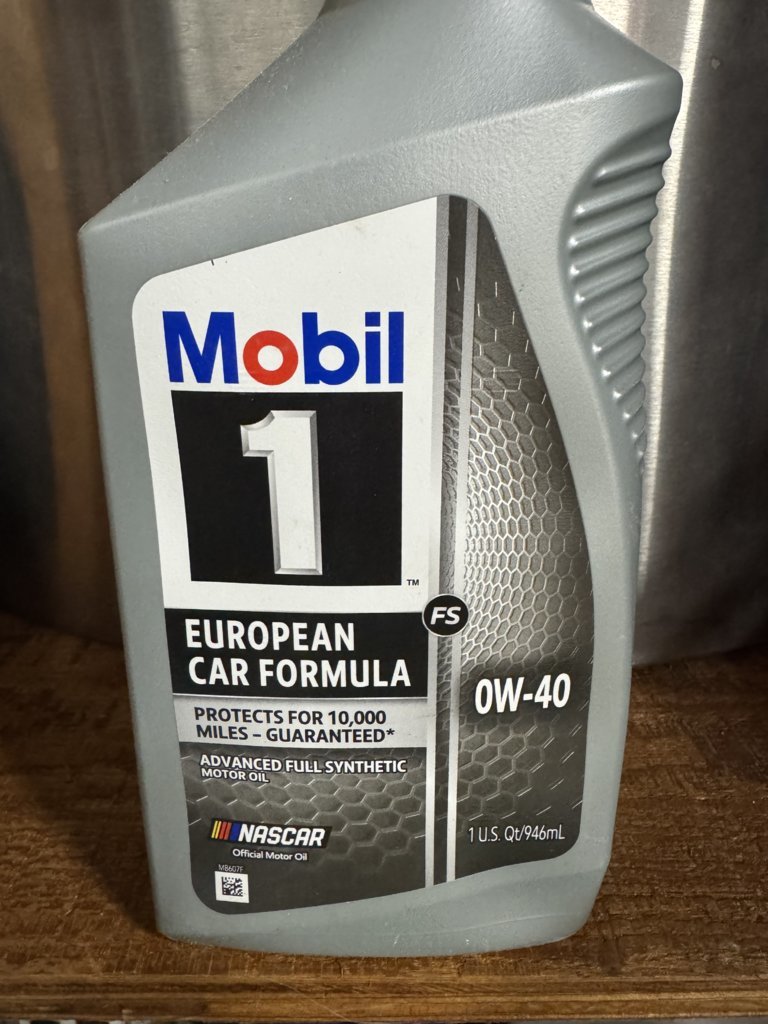 Mobil
1
™
FS
EUROPEAN
CAR FORMULA
0W-40
PROTECTS FOR 10,000
MILES – GUARANTEED*
ADVANCED FULL SYNTHETIC
MOTOR OIL
NASCAR
Official Motor Oil
1 U.S. Qt/946mL
MB607F